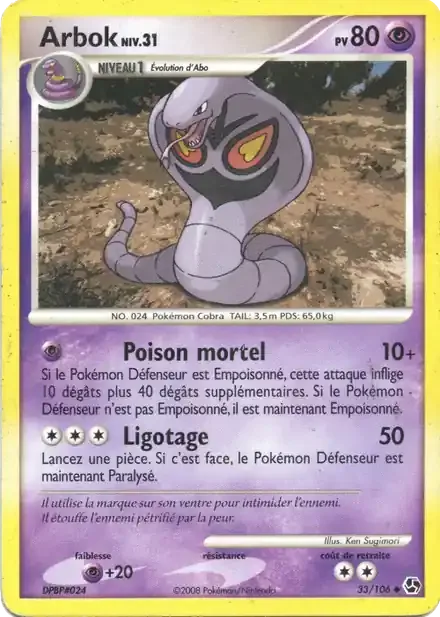 Arbok NIV.31 PV 80
NIVEAU 1 Évolution d'Abo
NO. 024 Pokémon Cobra TAIL: 3,5m PDS: 65,0kg
Poison mortel 10+
Si le Pokémon Défenseur est Empoisonné, cette attaque inflige
10 dégâts plus 40 dégâts supplémentaires. Si le Pokémon
Défenseur n'est pas Empoisonné, il est maintenant Empoisonné.
Ligotage 50
Lancez une pièce. Si c'est face, le Pokémon Défenseur est
maintenant Paralysé.
Il utilise la marque sur son ventre pour intimider l'ennemi.
Il étouffe l'ennemi pétrifié par la peur.
Illus. Ken Sugimori
faiblesse résistance coût de retraite
+20
DPBP#024 ©2008 Pokémon/Nintendo 33/106